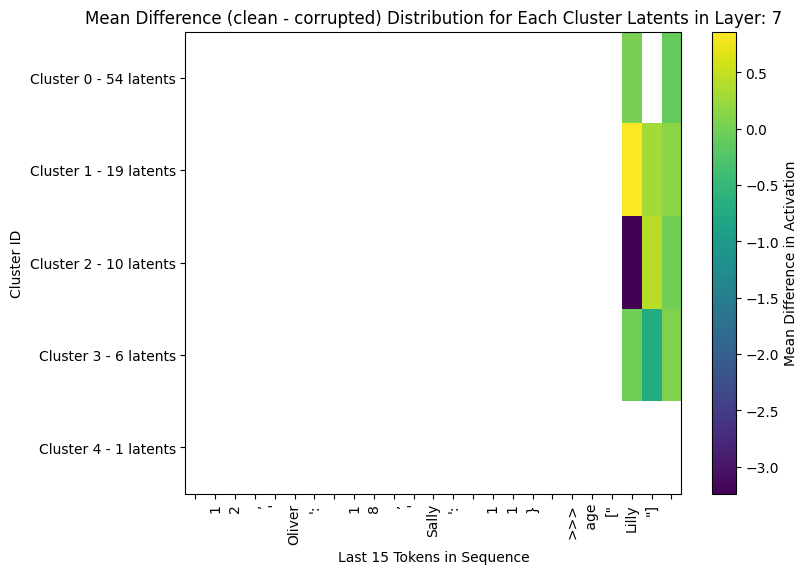 Mean Difference (clean - corrupted) Distribution for Each Cluster Latents in Layer: 7
Cluster 0 - 54 latents
Cluster 1 - 19 latents
Cluster 2 - 10 latents
Cluster 3 - 6 latents
Cluster 4 - 1 latents
Cluster ID
1
2
,
'
Oliver
':
1
8
,
'
Sally
':
1
1
}
>>>
age
["
Lilly
"]
Last 15 Tokens in Sequence
0.5
0.0
−0.5
−1.0
−1.5
−2.0
−2.5
−3.0
Mean Difference in Activation